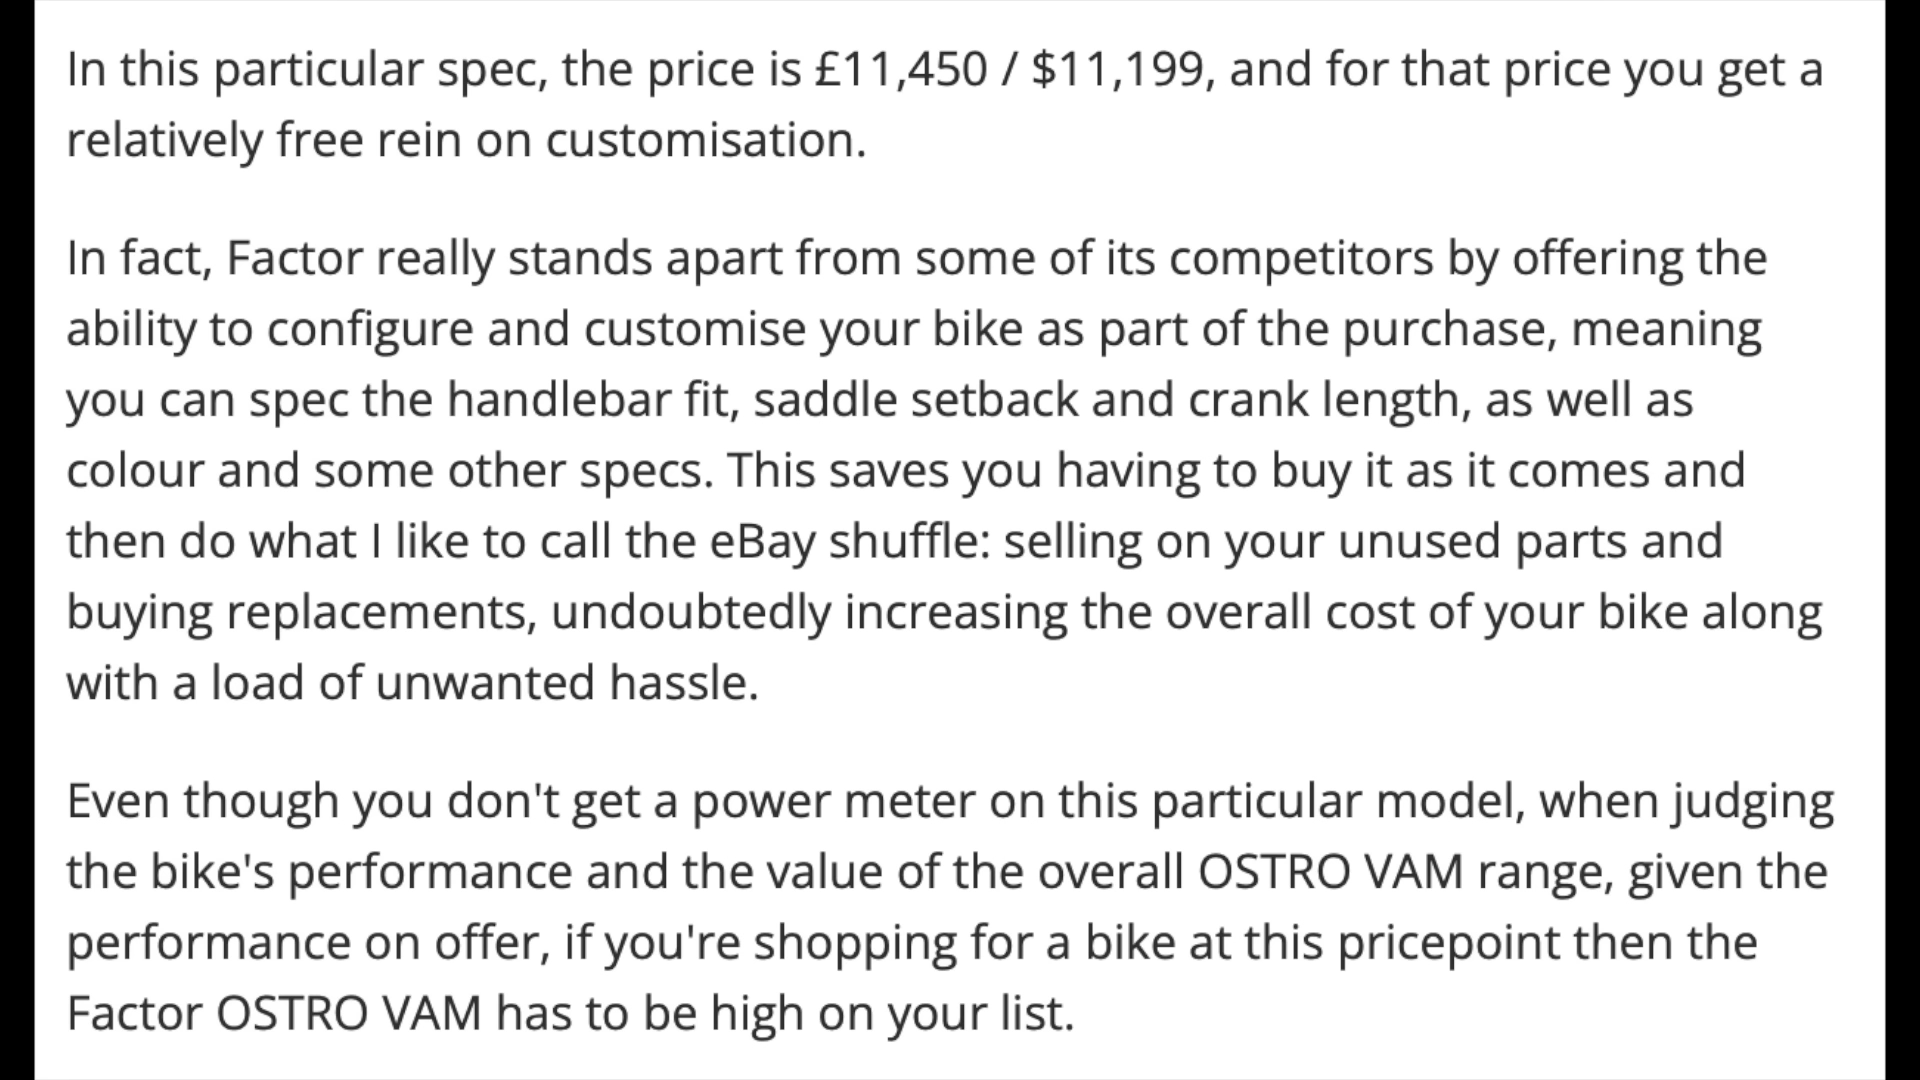 In this particular spec, the price is £11,450 / $11,199, and for that price you get a
relatively free rein on customisation.
In fact, Factor really stands apart from some of its competitors by offering the
ability to configure and customise your bike as part of the purchase, meaning
you can spec the handlebar fit, saddle setback and crank length, as well as
colour and some other specs. This saves you having to buy it as it comes and
then do what I like to call the eBay shuffle: selling on your unused parts and
buying replacements, undoubtedly increasing the overall cost of your bike along
with a load of unwanted hassle.
Even though you don't get a power meter on this particular model, when judging
the bike's performance and the value of the overall OSTRO VAM range, given the
performance on offer, if you're shopping for a bike at this pricepoint then the
Factor OSTRO VAM has to be high on your list.